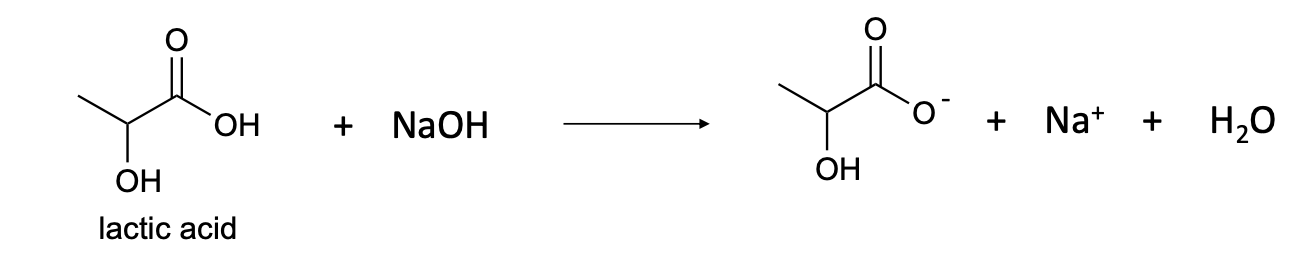 O
OH + NaOH
OH
lactic acid
O
O⁻ + Na⁺ + H₂O
OH